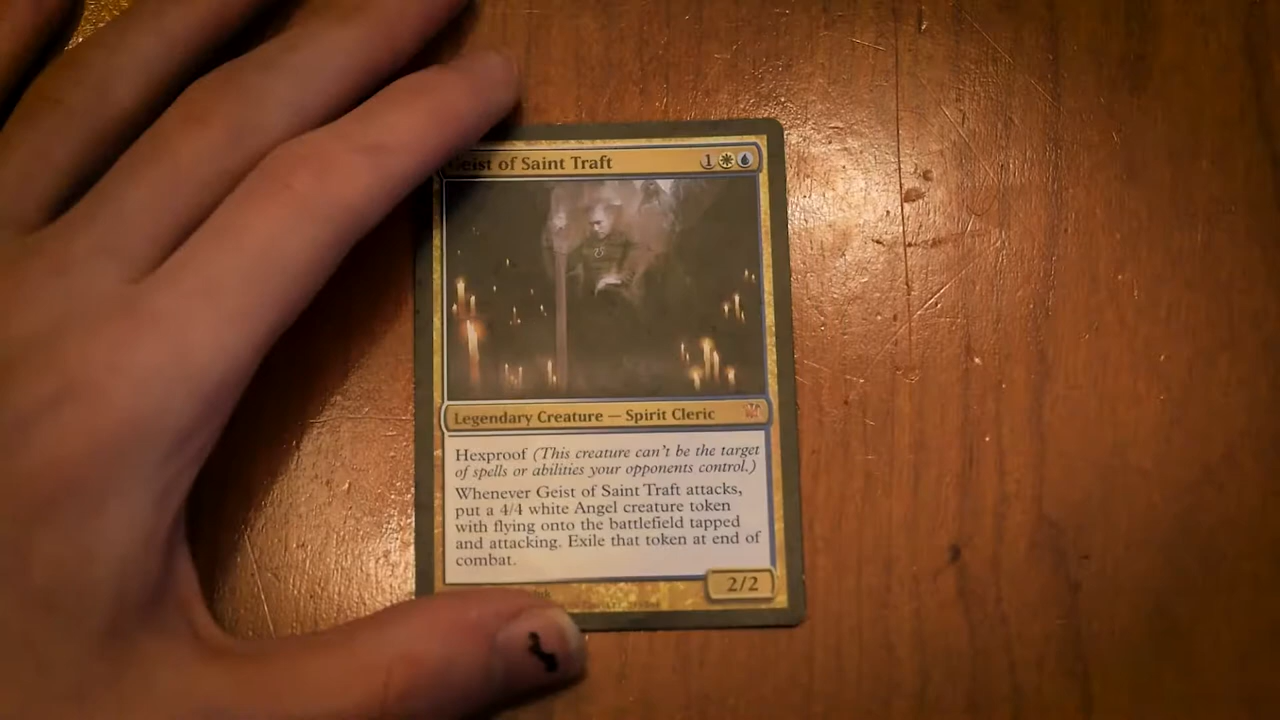 Geist of Saint Traft 1
Legendary Creature — Spirit Cleric
Hexproof (This creature can't be the target
of spells or abilities your opponents control.)
Whenever Geist of Saint Traft attacks,
put a 4/4 white Angel creature token
with flying onto the battlefield tapped
and attacking. Exile that token at end of
combat.
2/2